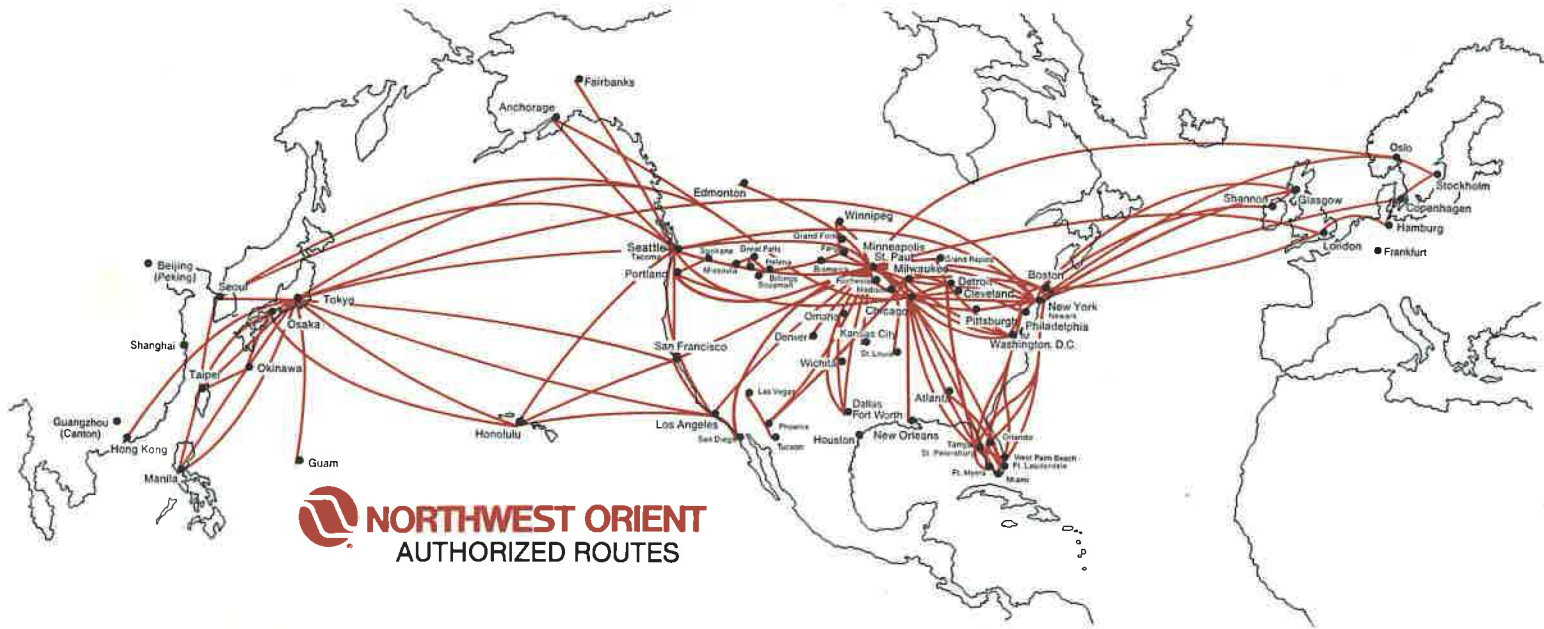 Fairbanks
Anchorage
Edmonton
Winnipeg
Grand Forks
Fargo
Minneapolis
St. Paul
Grand Rapids
Milwaukee
Seattle
Tacoma
Spokane
Great Falls
Helena
Missoula
Billings
Bozeman
Bismarck
Portland
Rochester
Madison
Detroit
Cleveland
Chicago
Boston
New York
Newark
Pittsburgh
Philadelphia
Washington, D.C.
Omaha
Denver
Kansas City
St. Louis
San Francisco
Wichita
Las Vegas
Atlanta
Dallas
Fort Worth
Los Angeles
Phoenix
San Diego
Tucson
Houston
New Orleans
Orlando
Tampa
St. Petersburg
West Palm Beach
Ft. Lauderdale
Ft. Myers
Miami
Oslo
Stockholm
Shannon
Glasgow
Copenhagen
Hamburg
London
Frankfurt
Beijing
(Peking)
Seoul
Tokyo
Osaka
Shanghai
Okinawa
Taipei
Guangzhou
(Canton)
Hong Kong
Manila
Guam
Honolulu
NORTHWEST ORIENT
AUTHORIZED ROUTES